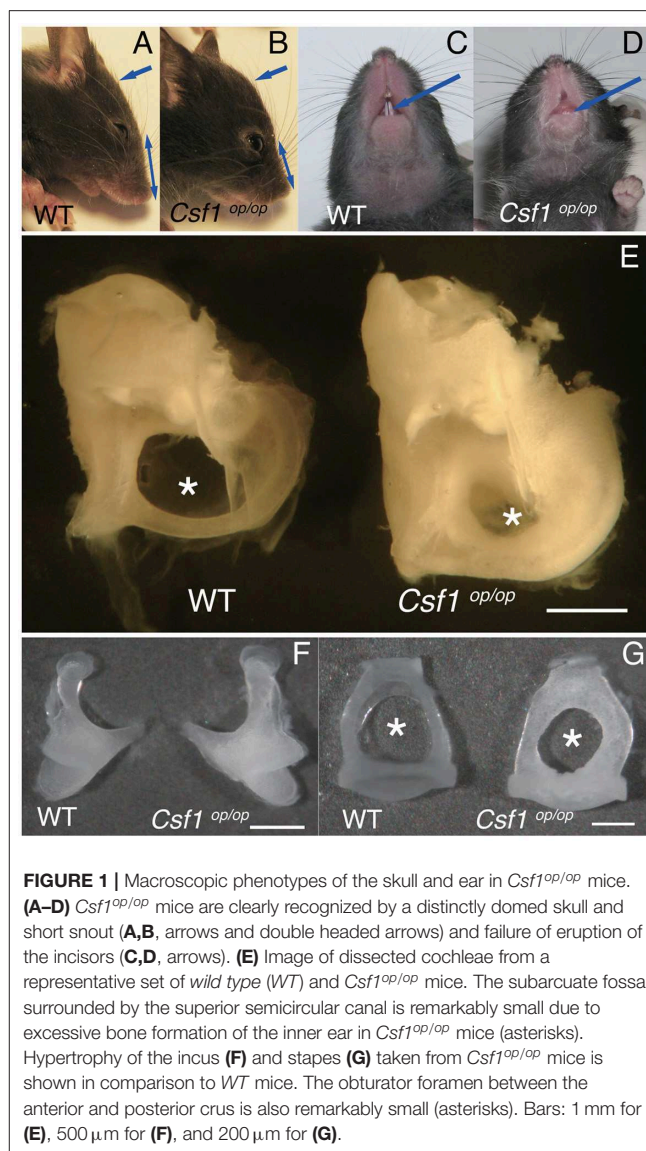 A B C D
WT Csf1 op/op WT Csf1 op/op
E
* *
WT Csf1 op/op
F G
* *
WT Csf1 op/op WT Csf1 op/op
FIGURE 1 | Macroscopic phenotypes of the skull and ear in Csf1op/op mice.
(A–D) Csf1op/op mice are clearly recognized by a distinctly domed skull and
short snout (A,B, arrows and double headed arrows) and failure of eruption of
the incisors (C,D, arrows). (E) Image of dissected cochleae from a
representative set of wild type (WT) and Csf1op/op mice. The subarcuate fossa
surrounded by the superior semicircular canal is remarkably small due to
excessive bone formation of the inner ear in Csf1op/op mice (asterisks).
Hypertrophy of the incus (F) and stapes (G) taken from Csf1op/op mice is
shown in comparison to WT mice. The obturator foramen between the
anterior and posterior crus is also remarkably small (asterisks). Bars: 1 mm for
(E), 500 μm for (F), and 200 μm for (G).